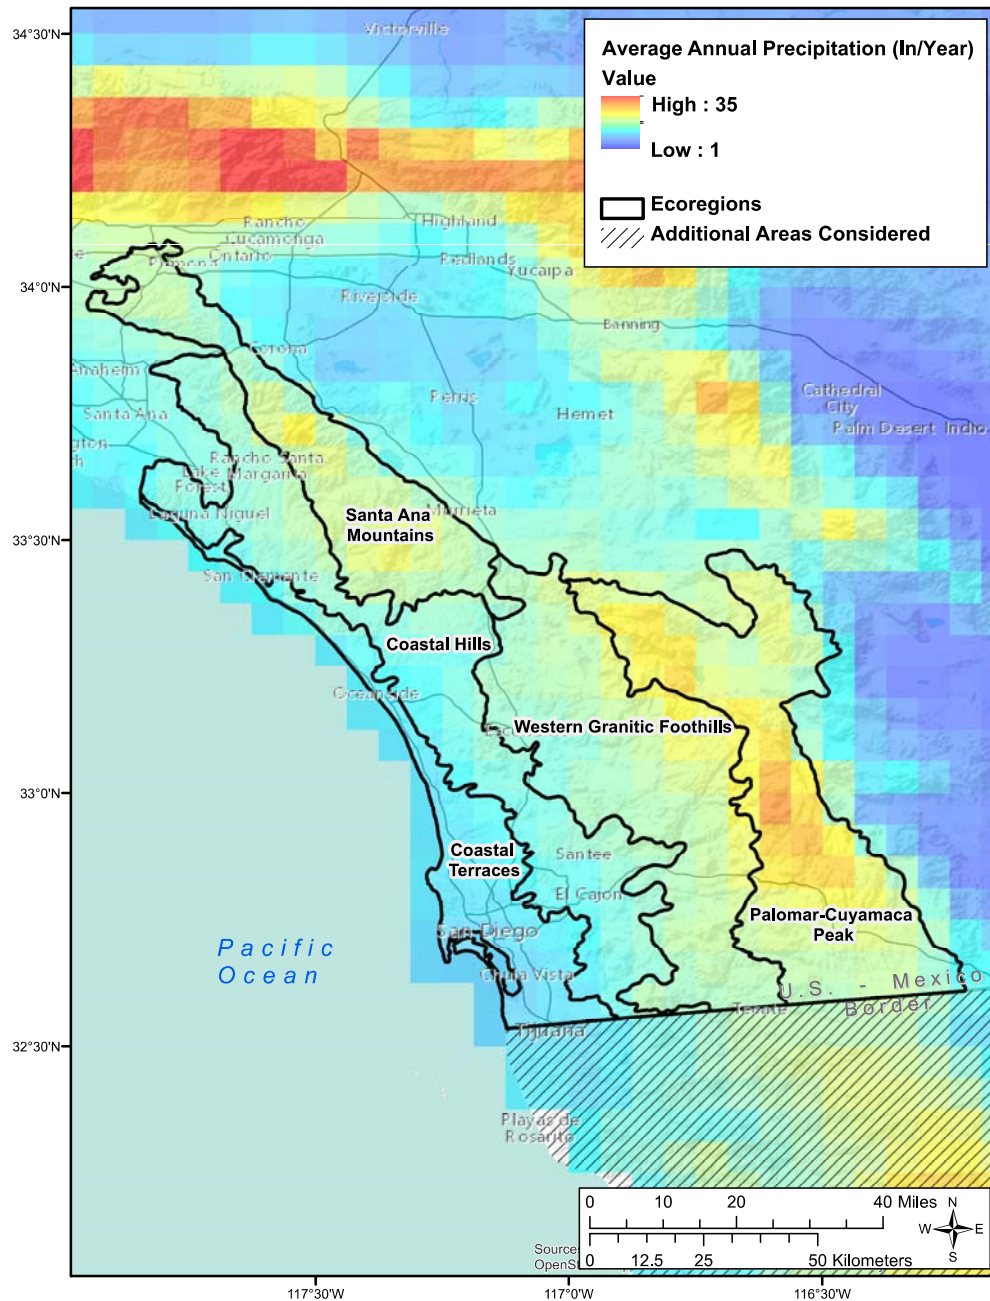 34°30'N
34°0'N
33°30'N
33°0'N
32°30'N
117°30'W
117°0'W
116°30'W
Average Annual Precipitation (In/Year)
Value
High : 35
Low : 1
Ecoregions
Additional Areas Considered
Victorville
Rancho
Cucamonga
Highland
Pomona
Ontario
Redlands
Yucaipa
Riverside
Banning
Corona
Anaheim
Perris
Cathedral
City
Santa Ana
Hemet
Palm Desert
Indio
Rancho Santa
Margarita
Lake
Forest
Laguna Niguel
Murrieta
Santa Ana
Mountains
San Clemente
Coastal Hills
Oceanside
Western Granitic Foothills
Coastal
Terraces
Santee
El Cajon
San Diego
Chula Vista
Palomar-Cuyamaca
Peak
Pacific
Ocean
U.S. - Mexico
Border
Tecate
Tijuana
Playas de
Rosarito
0 10 20 40 Miles
0 12.5 25 50 Kilometers
N
W E
S